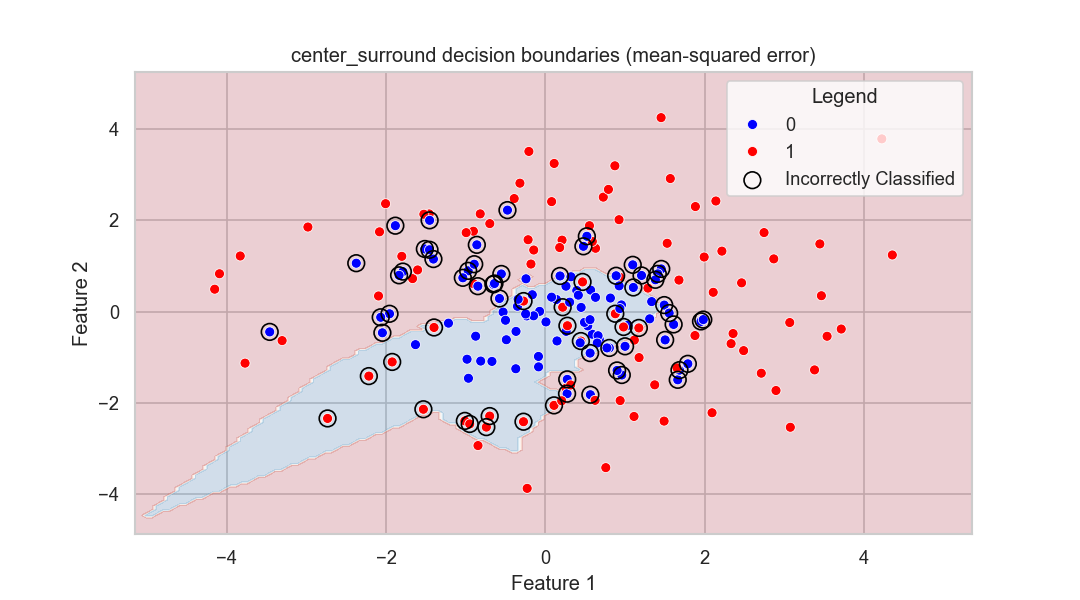 center_surround decision boundaries (mean-squared error)
Legend
0
1
Incorrectly Classified
4
2
0
−2
−4
Feature 2
−4
−2
0
2
4
Feature 1